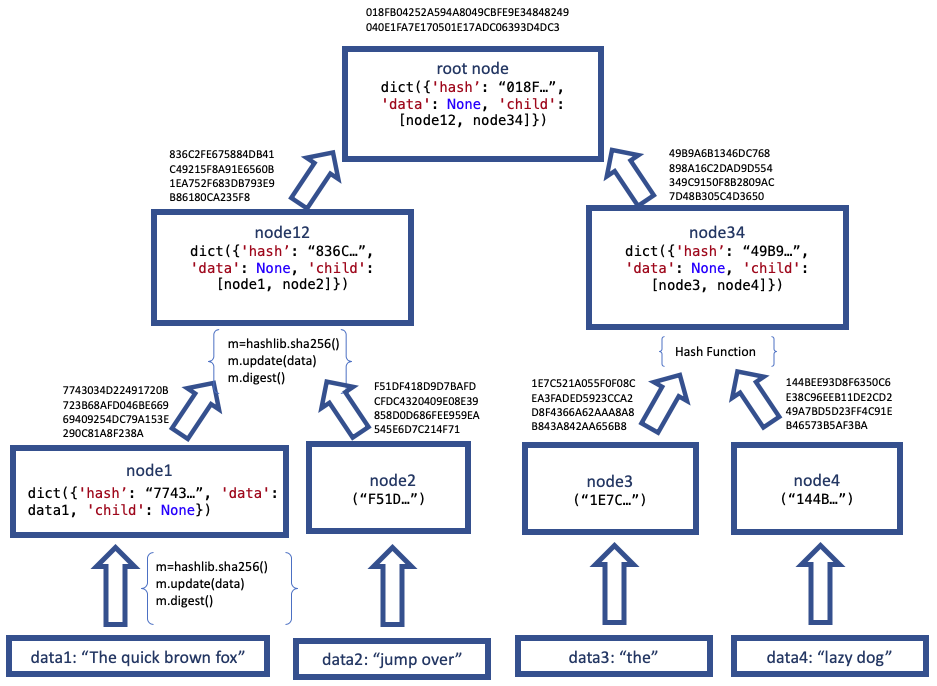 018FB04252A594A8049CBFE9E34848249
040E1FA7E170501E17ADC06393D4DC3
root node
dict({'hash’: “018F…”,
'data': None, 'child':
[node12, node34]})
836C2FE675884DB41
C49215F8A91E6560B
1EA752F683DB793E9
B86180CA235F8
49B9A6B1346DC768
898A16C2DAD9D554
349C9150F8B2809AC
7D48B305C4D3650
node12
dict({'hash’: “836C…”,
'data': None, 'child':
[node1, node2]})
node34
dict({'hash’: “49B9…”,
'data': None, 'child':
[node3, node4]})
m=hashlib.sha256()
m.update(data)
m.digest()
Hash Function
7743034D22491720B
723B68AFD046BE669
69409254DC79A153E
290C81A8F238A
F51DF418D9D7BAFD
CFDC4320409E08E39
858D0D686FEE959EA
545E6D7C214F71
1E7C521A055F0F08C
EA3FADED5923CCA2
D8F4366A62AAA8A8
B843A842AA656B8
144BEE93D8F6350C6
E38C96EEB11DE2CD2
49A7BD5D23FF4C91E
B46573B5AF3BA
node1
dict({'hash’: “7743…”, 'data':
data1, 'child': None})
node2
(“F51D…”)
node3
(“1E7C…”)
node4
(“144B…”)
m=hashlib.sha256()
m.update(data)
m.digest()
data1: “The quick brown fox”
data2: “jump over”
data3: “the”
data4: “lazy dog”